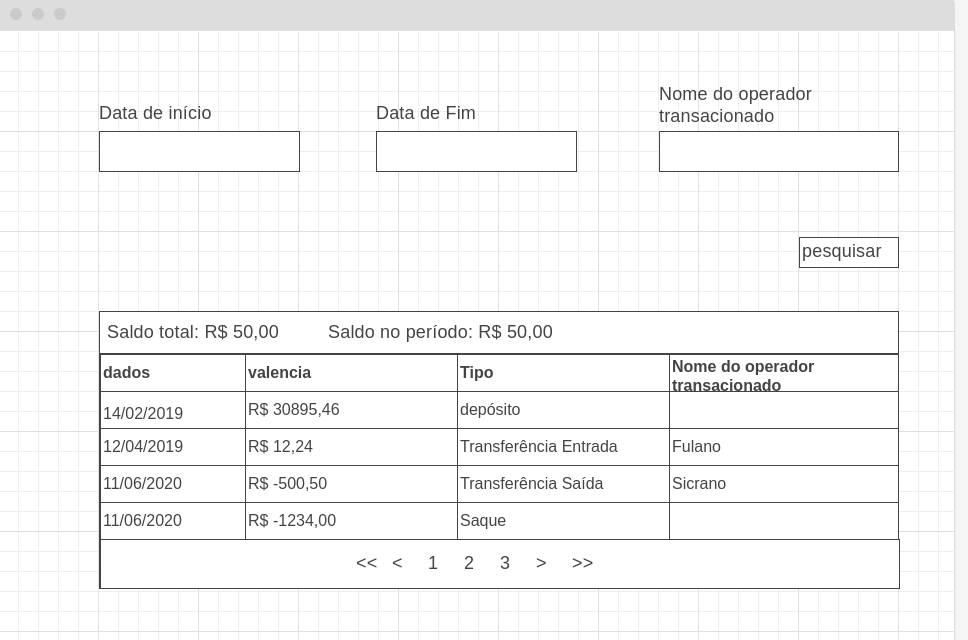 Data de início
Data de Fim
Nome do operador
transacionado
pesquisar
Saldo total: R$ 50,00 Saldo no período: R$ 50,00
dados valencia Tipo Nome do operador
transacionado
14/02/2019 R$ 30895,46 depósito
12/04/2019 R$ 12,24 Transferência Entrada Fulano
11/06/2020 R$ -500,50 Transferência Saída Sicrano
11/06/2020 R$ -1234,00 Saque
<< < 1 2 3 > >>